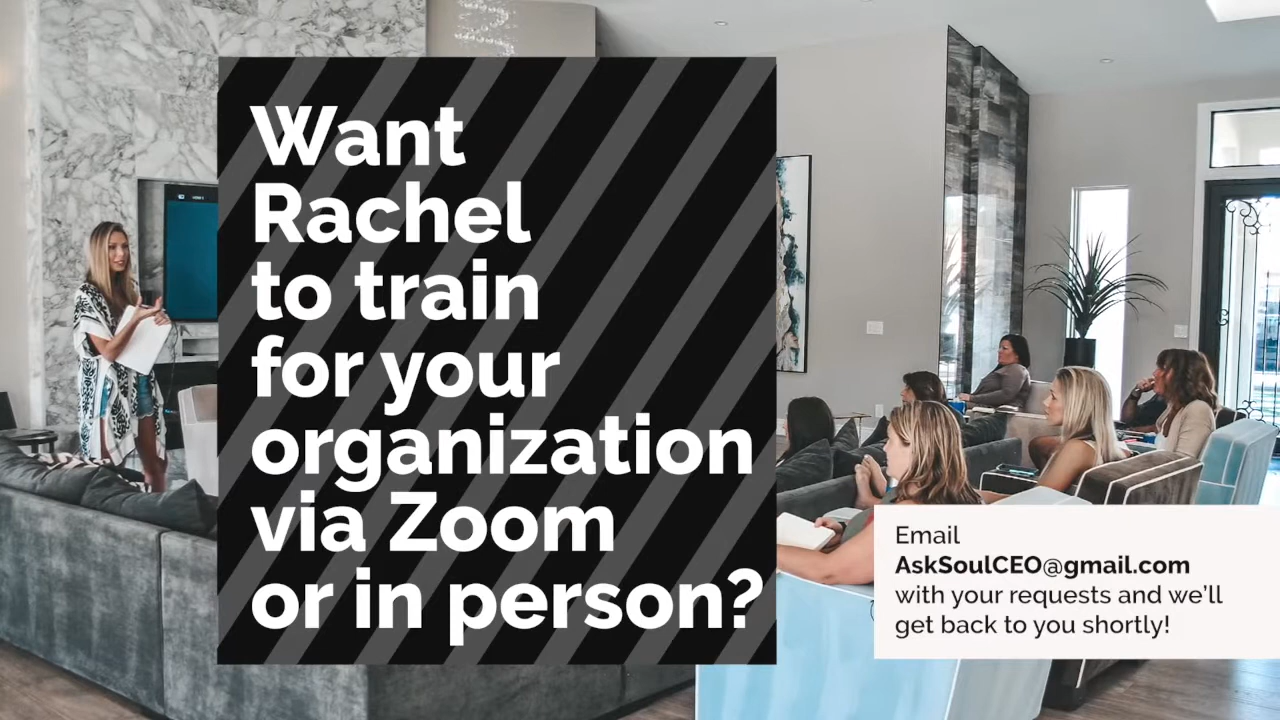 Want
Rachel
to train
for your
organization
via Zoom
or in person?
Email
AskSoulCEO@gmail.com
with your requests and we'll
get back to you shortly!